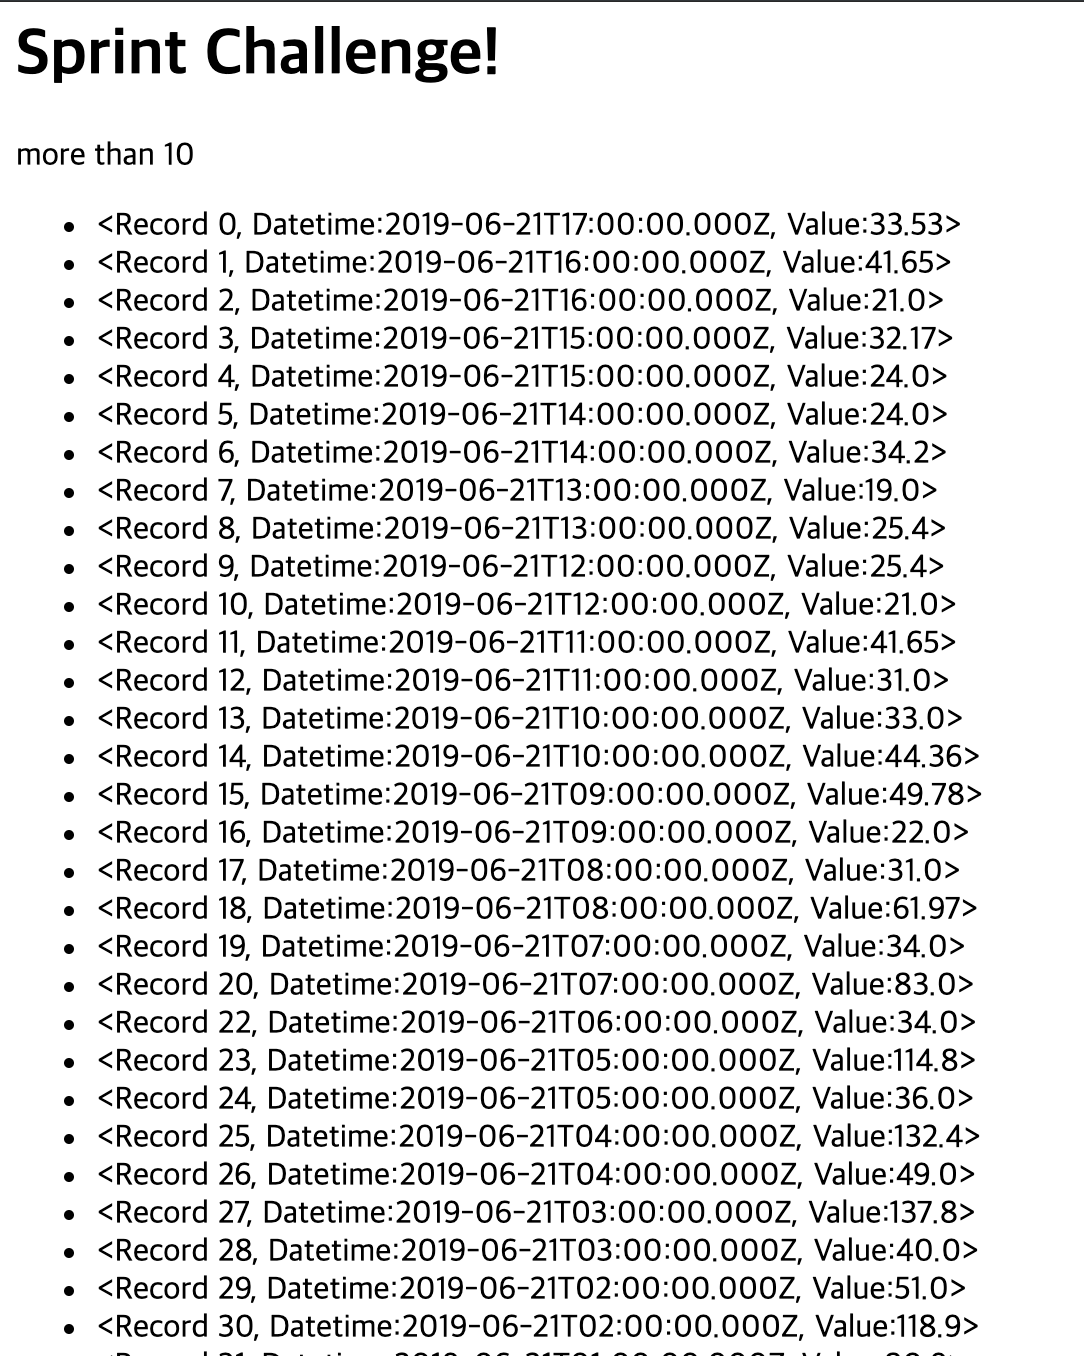 Sprint Challenge!
more than 10
• <Record 0, Datetime:2019-06-21T17:00:00.000Z, Value:33.53>
• <Record 1, Datetime:2019-06-21T16:00:00.000Z, Value:41.65>
• <Record 2, Datetime:2019-06-21T16:00:00.000Z, Value:21.0>
• <Record 3, Datetime:2019-06-21T15:00:00.000Z, Value:32.17>
• <Record 4, Datetime:2019-06-21T15:00:00.000Z, Value:24.0>
• <Record 5, Datetime:2019-06-21T14:00:00.000Z, Value:24.0>
• <Record 6, Datetime:2019-06-21T14:00:00.000Z, Value:34.2>
• <Record 7, Datetime:2019-06-21T13:00:00.000Z, Value:19.0>
• <Record 8, Datetime:2019-06-21T13:00:00.000Z, Value:25.4>
• <Record 9, Datetime:2019-06-21T12:00:00.000Z, Value:25.4>
• <Record 10, Datetime:2019-06-21T12:00:00.000Z, Value:21.0>
• <Record 11, Datetime:2019-06-21T11:00:00.000Z, Value:41.65>
• <Record 12, Datetime:2019-06-21T11:00:00.000Z, Value:31.0>
• <Record 13, Datetime:2019-06-21T10:00:00.000Z, Value:33.0>
• <Record 14, Datetime:2019-06-21T10:00:00.000Z, Value:44.36>
• <Record 15, Datetime:2019-06-21T09:00:00.000Z, Value:49.78>
• <Record 16, Datetime:2019-06-21T09:00:00.000Z, Value:22.0>
• <Record 17, Datetime:2019-06-21T08:00:00.000Z, Value:31.0>
• <Record 18, Datetime:2019-06-21T08:00:00.000Z, Value:61.97>
• <Record 19, Datetime:2019-06-21T07:00:00.000Z, Value:34.0>
• <Record 20, Datetime:2019-06-21T07:00:00.000Z, Value:83.0>
• <Record 22, Datetime:2019-06-21T06:00:00.000Z, Value:34.0>
• <Record 23, Datetime:2019-06-21T05:00:00.000Z, Value:114.8>
• <Record 24, Datetime:2019-06-21T05:00:00.000Z, Value:36.0>
• <Record 25, Datetime:2019-06-21T04:00:00.000Z, Value:132.4>
• <Record 26, Datetime:2019-06-21T04:00:00.000Z, Value:49.0>
• <Record 27, Datetime:2019-06-21T03:00:00.000Z, Value:137.8>
• <Record 28, Datetime:2019-06-21T03:00:00.000Z, Value:40.0>
• <Record 29, Datetime:2019-06-21T02:00:00.000Z, Value:51.0>
• <Record 30, Datetime:2019-06-21T02:00:00.000Z, Value:118.9>